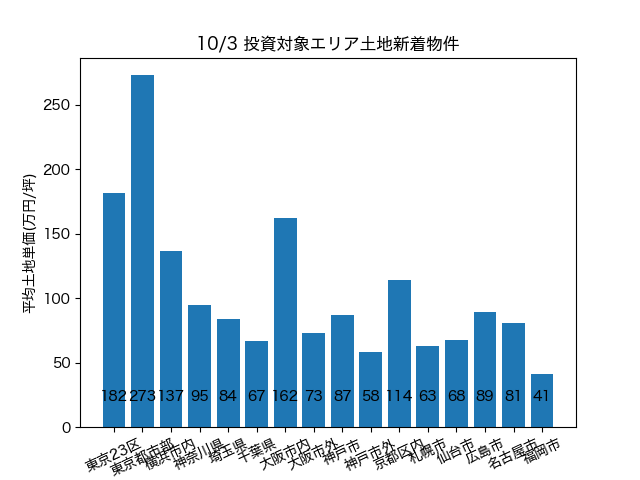 10/3 投資対象エリア土地新着物件
平均土地単価(万円/坪)
250
200
150
100
50
0
182 273 137 95 84 67 162 73 87 58 114 63 68 89 81 41
東京23区
東京都市部
横浜市内
神奈川県
埼玉県
千葉県
大阪市内
大阪市外
神戸市
神戸市外
京都区内
札幌市
仙台市
広島市
名古屋市
福岡市